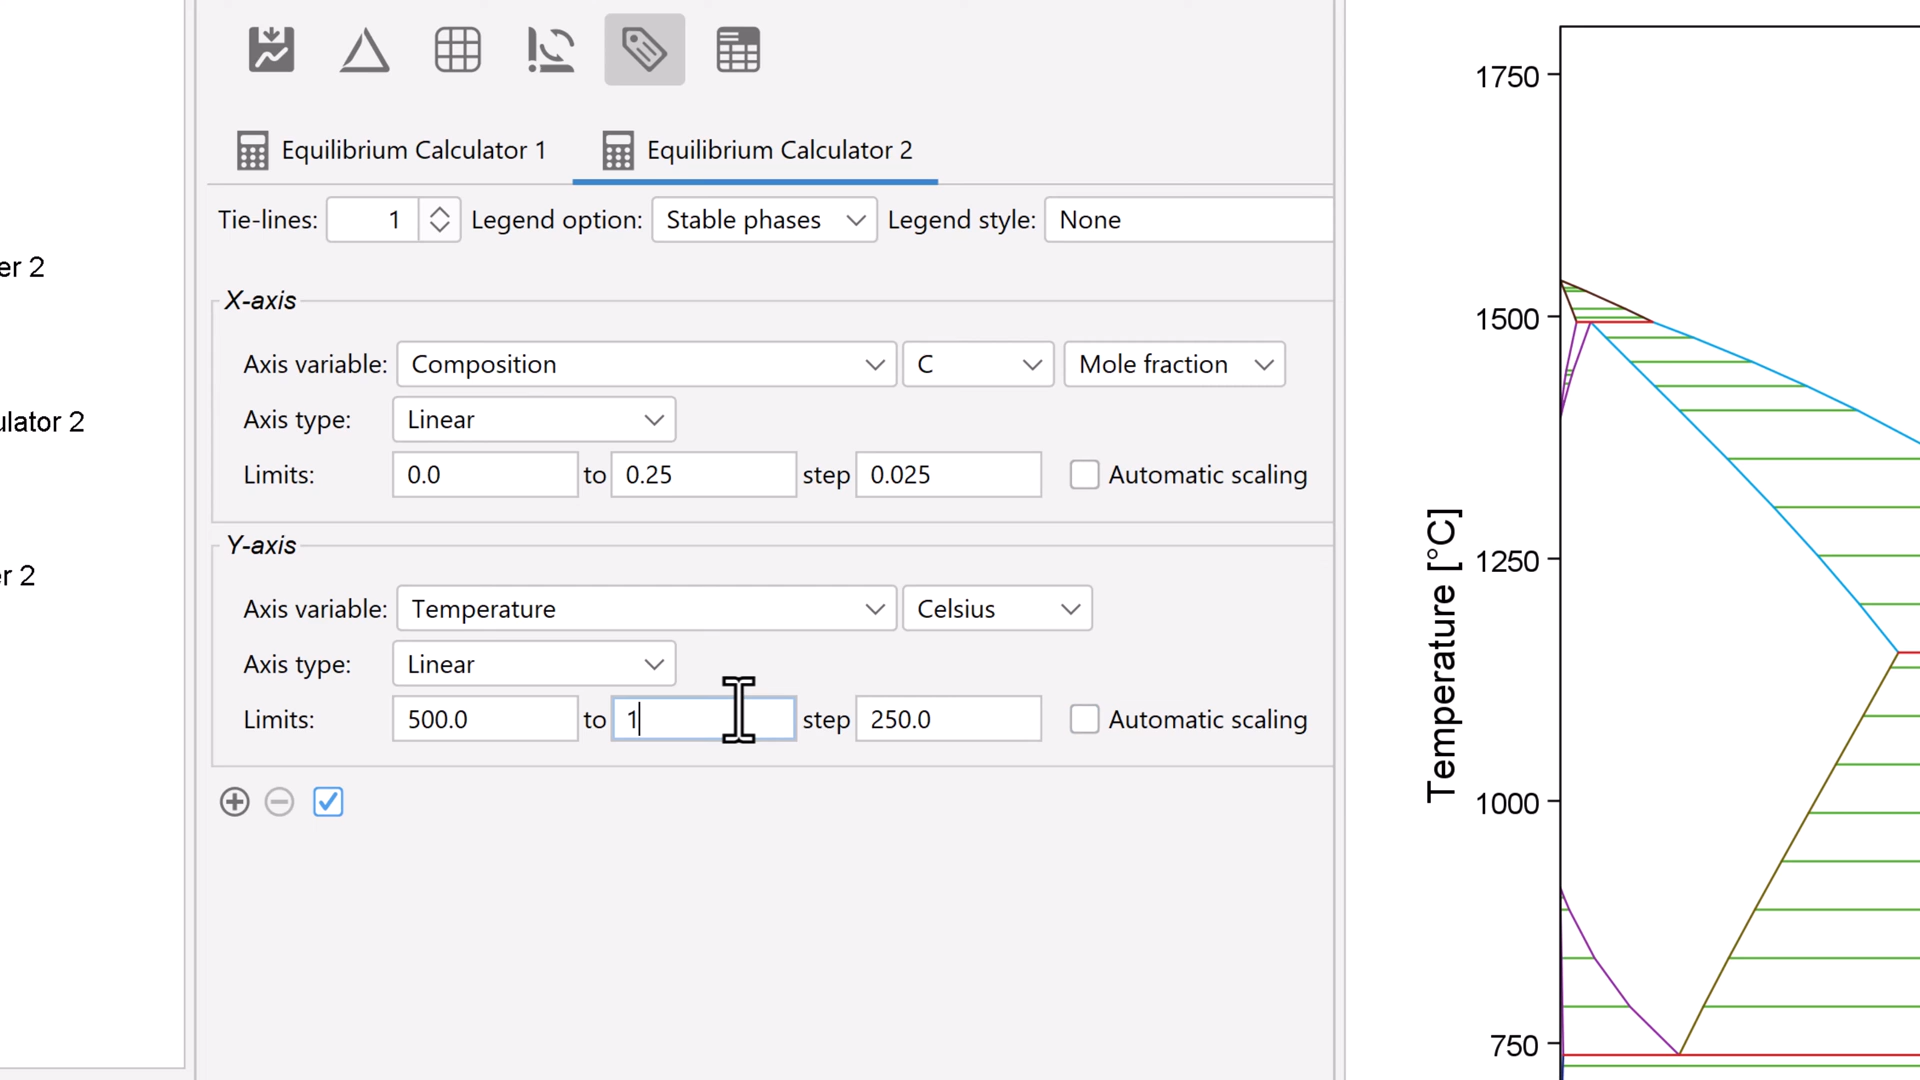 er 2
ulator 2
er 2
Equilibrium Calculator 1
Equilibrium Calculator 2
Tie-lines: 1 Legend option: Stable phases Legend style: None
X-axis
Axis variable: Composition C Mole fraction
Axis type: Linear
Limits: 0.0 to 0.25 step 0.025 Automatic scaling
Y-axis
Axis variable: Temperature Celsius
Axis type: Linear
Limits: 500.0 to 1 step 250.0 Automatic scaling
Temperature [°C]
1750
1500
1250
1000
750